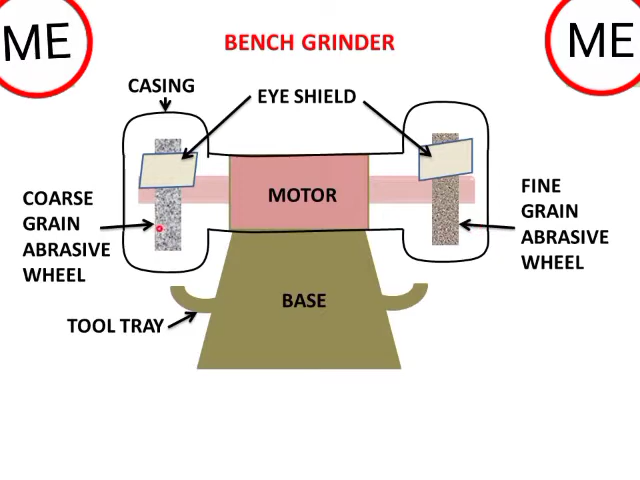 ME
BENCH GRINDER
ME
CASING
EYE SHIELD
MOTOR
COARSE
GRAIN
ABRASIVE
WHEEL
FINE
GRAIN
ABRASIVE
WHEEL
BASE
TOOL TRAY